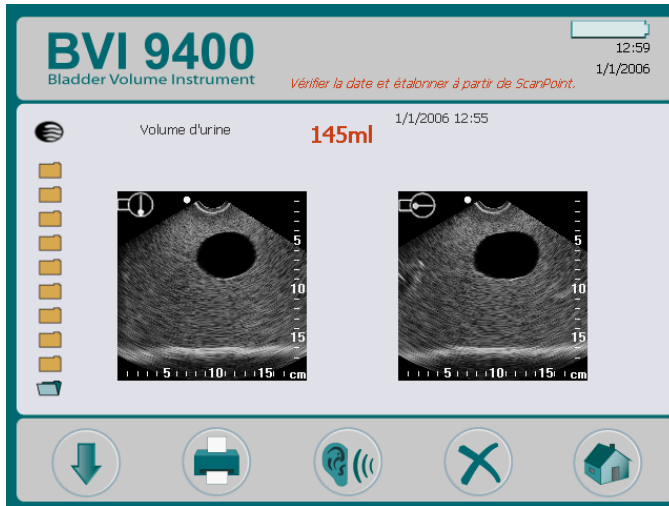 BVI 9400
Bladder Volume Instrument
12:59
1/1/2006
Vérifier la date et étalonner à partir de ScanPoint.
Volume d'urine
145ml
1/1/2006 12:55
5
10
15
5 10 15 cm
5
10
15
5 10 15 cm